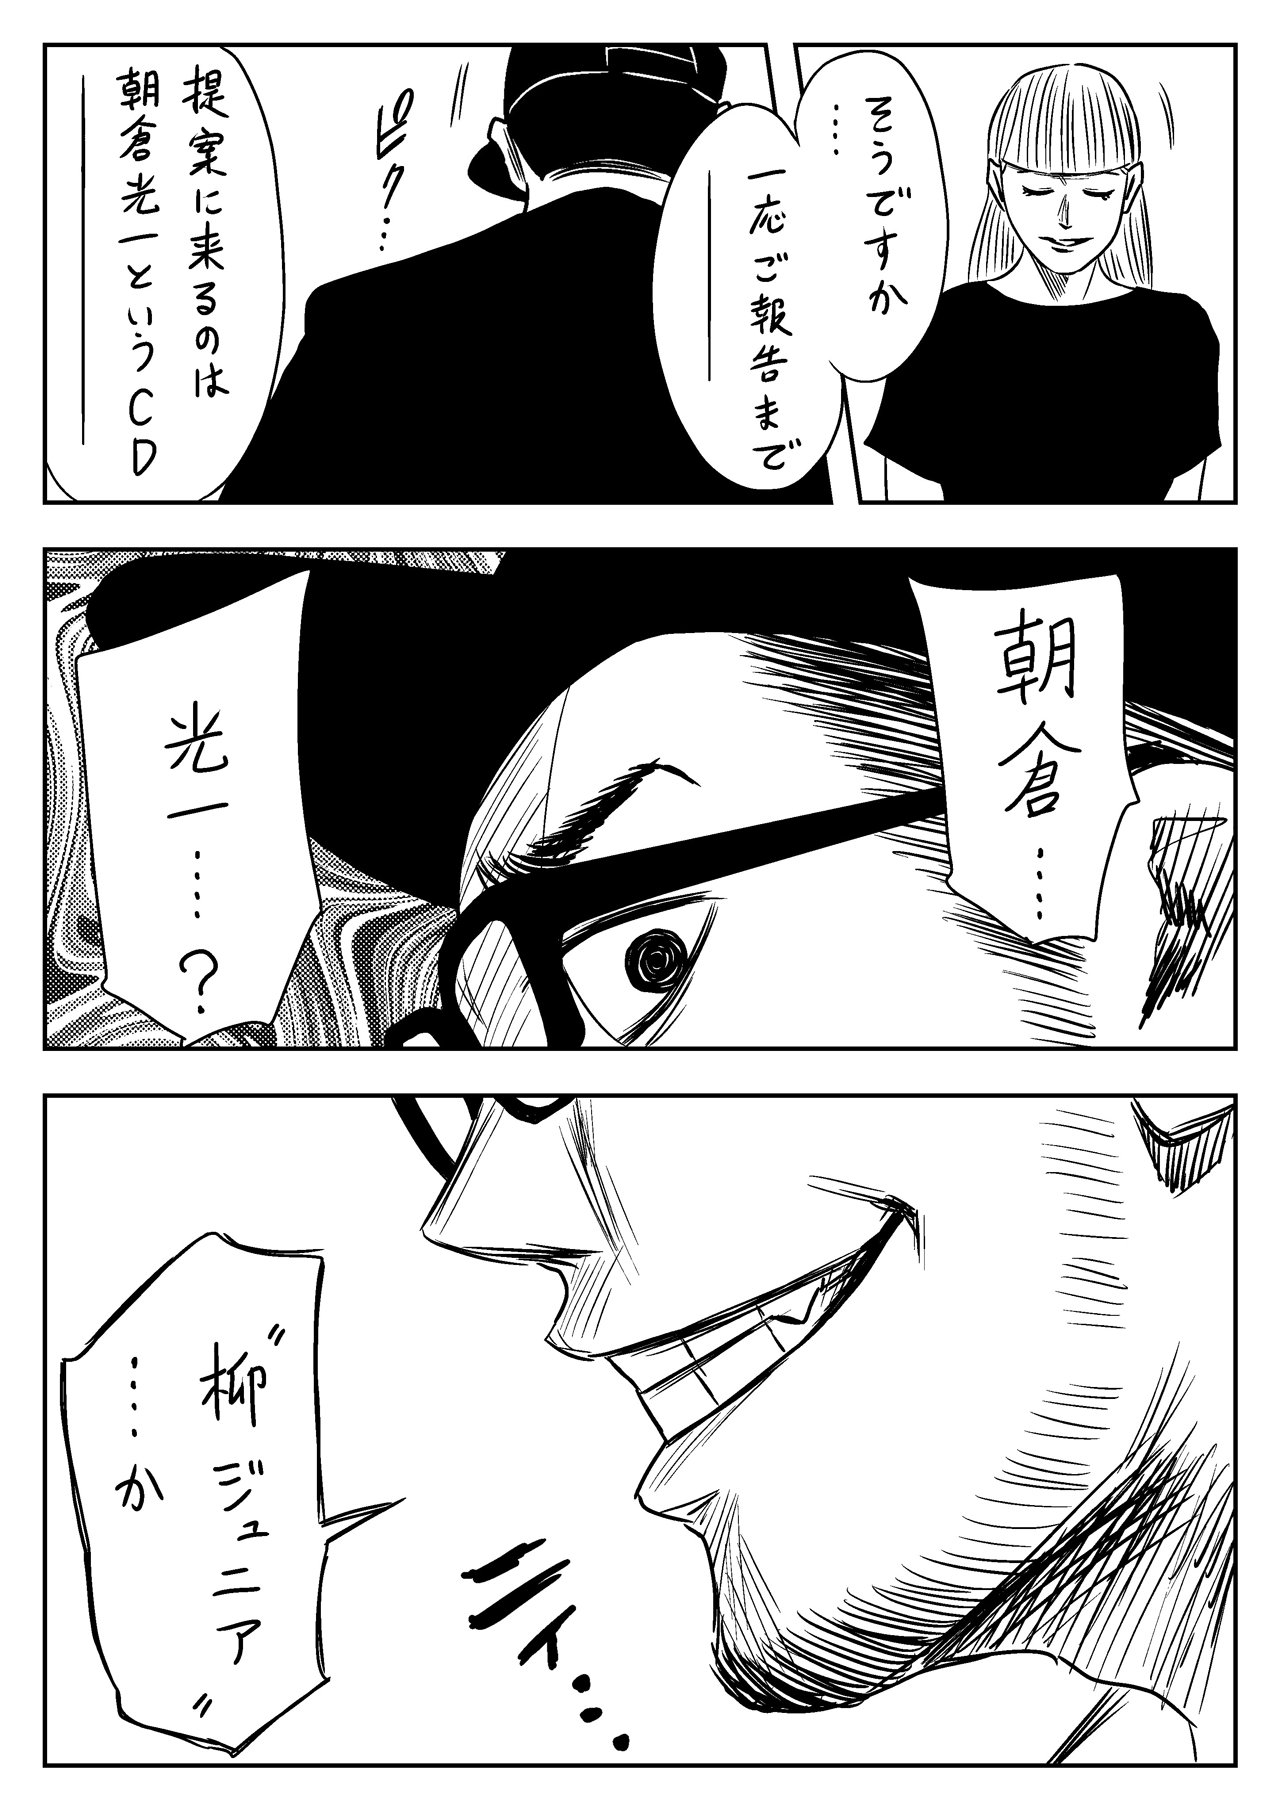 そうですか
…
一応ご報告まで
―――
ピク…
提案に来るのは
朝倉光一というCD
―――
朝倉…
光一……?
"柳ジュニア"
……か
ニィ…